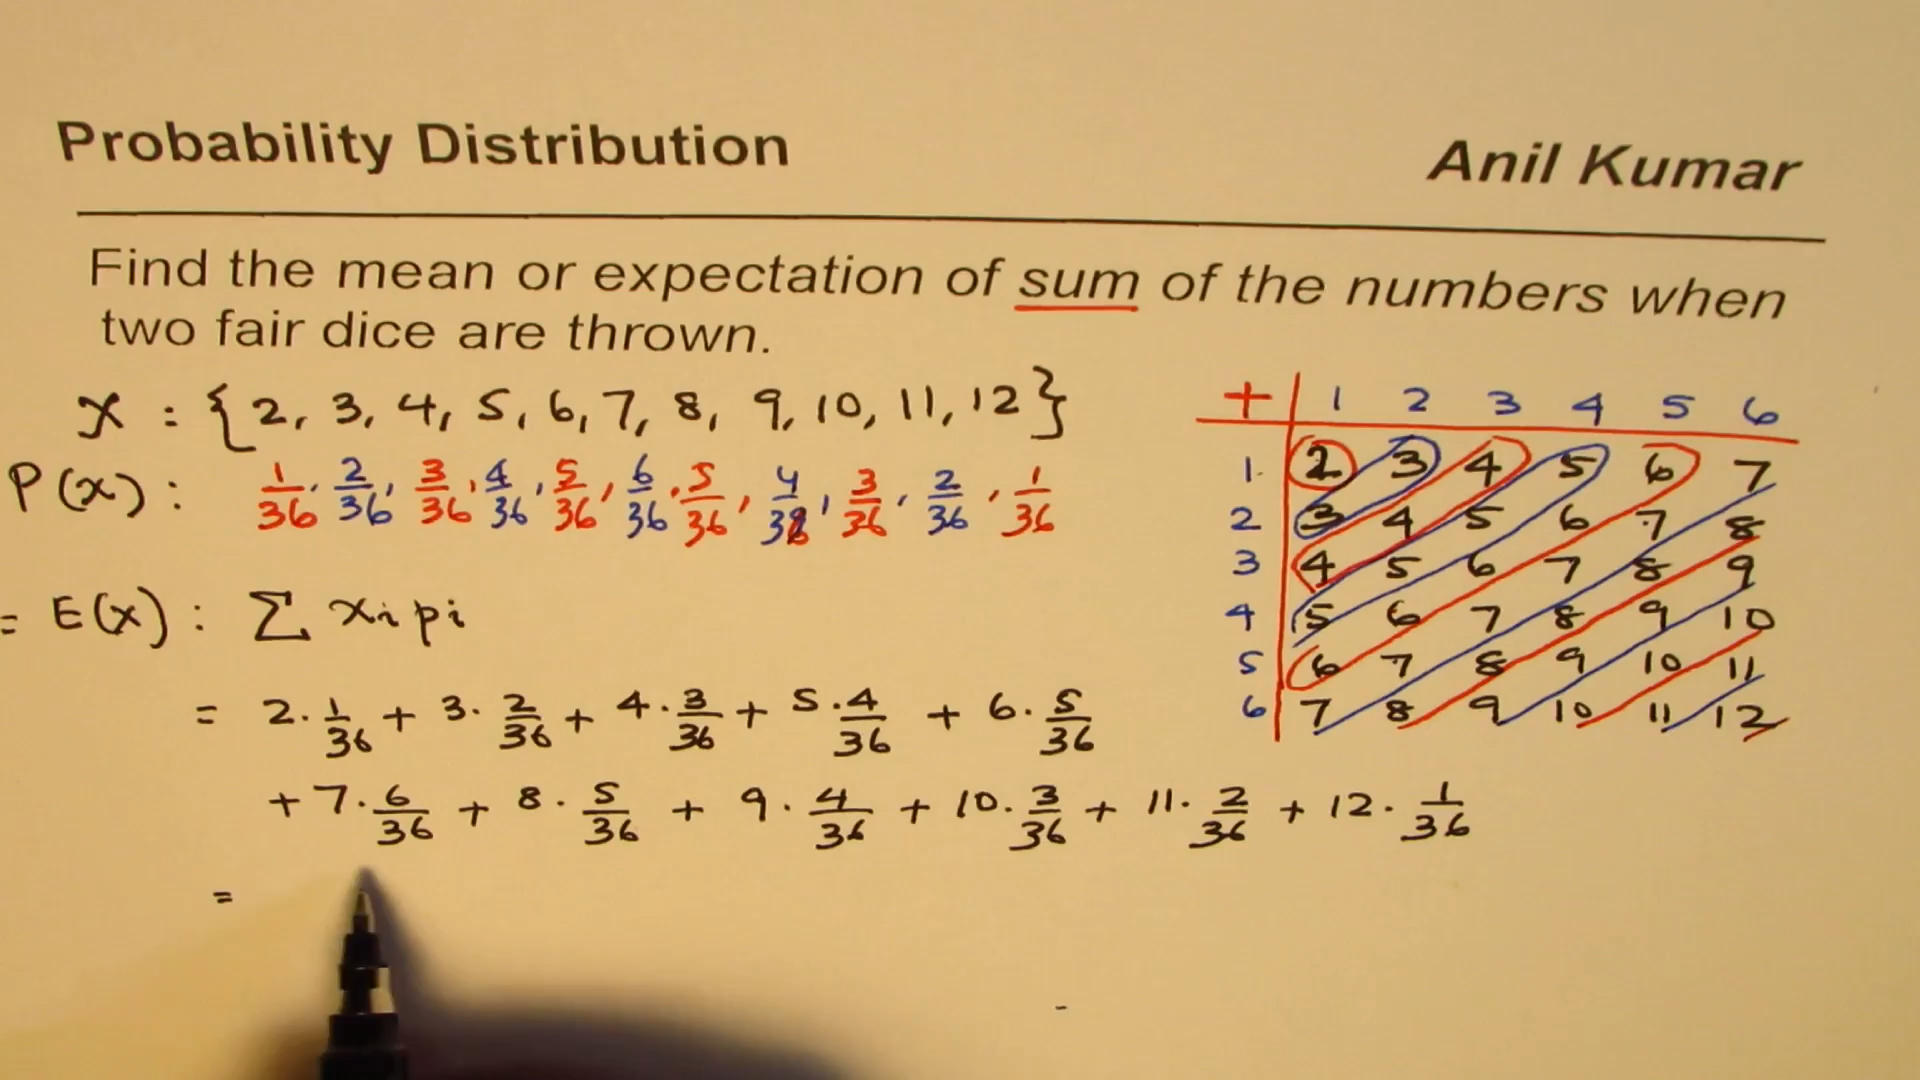 Probability Distribution
Anil Kumar
Find the mean or expectation of sum of the numbers when
two fair dice are thrown.
X : {2, 3, 4, 5, 6, 7, 8, 9, 10, 11, 12}
P(x) : 1/36, 2/36, 3/36, 4/36, 5/36, 6/36, 5/36, 4/36, 3/36, 2/36, 1/36
= E(x) : Σ xi pi
= 2 · 1/36 + 3 · 2/36 + 4 · 3/36 + 5 · 4/36 + 6 · 5/36
+ 7 · 6/36 + 8 · 5/36 + 9 · 4/36 + 10 · 3/36 + 11 · 2/36 + 12 · 1/36
=
+ 1 2 3 4 5 6
1. 2 3 4 5 6 7
2 3 4 5 6 7 8
3 4 5 6 7 8 9
4 5 6 7 8 9 10
5 6 7 8 9 10 11
6 7 8 9 10 11 12